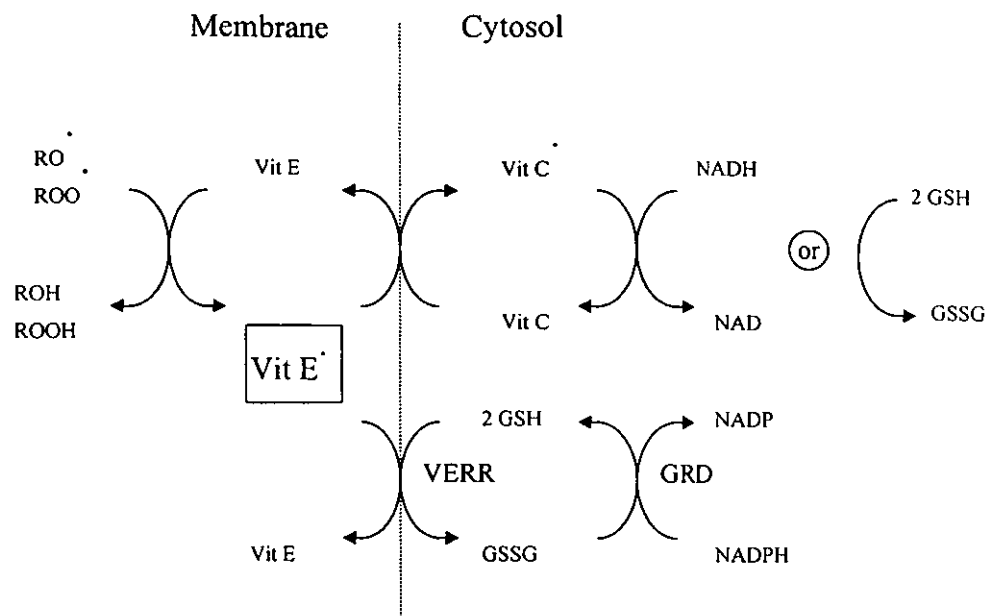 Membrane Cytosol
RO•
ROO•
Vit E
Vit C•
NADH
2 GSH
or
ROH
ROOH
Vit E•
Vit C
NAD
GSSG
2 GSH
NADP
VERR
GRD
Vit E
GSSG
NADPH